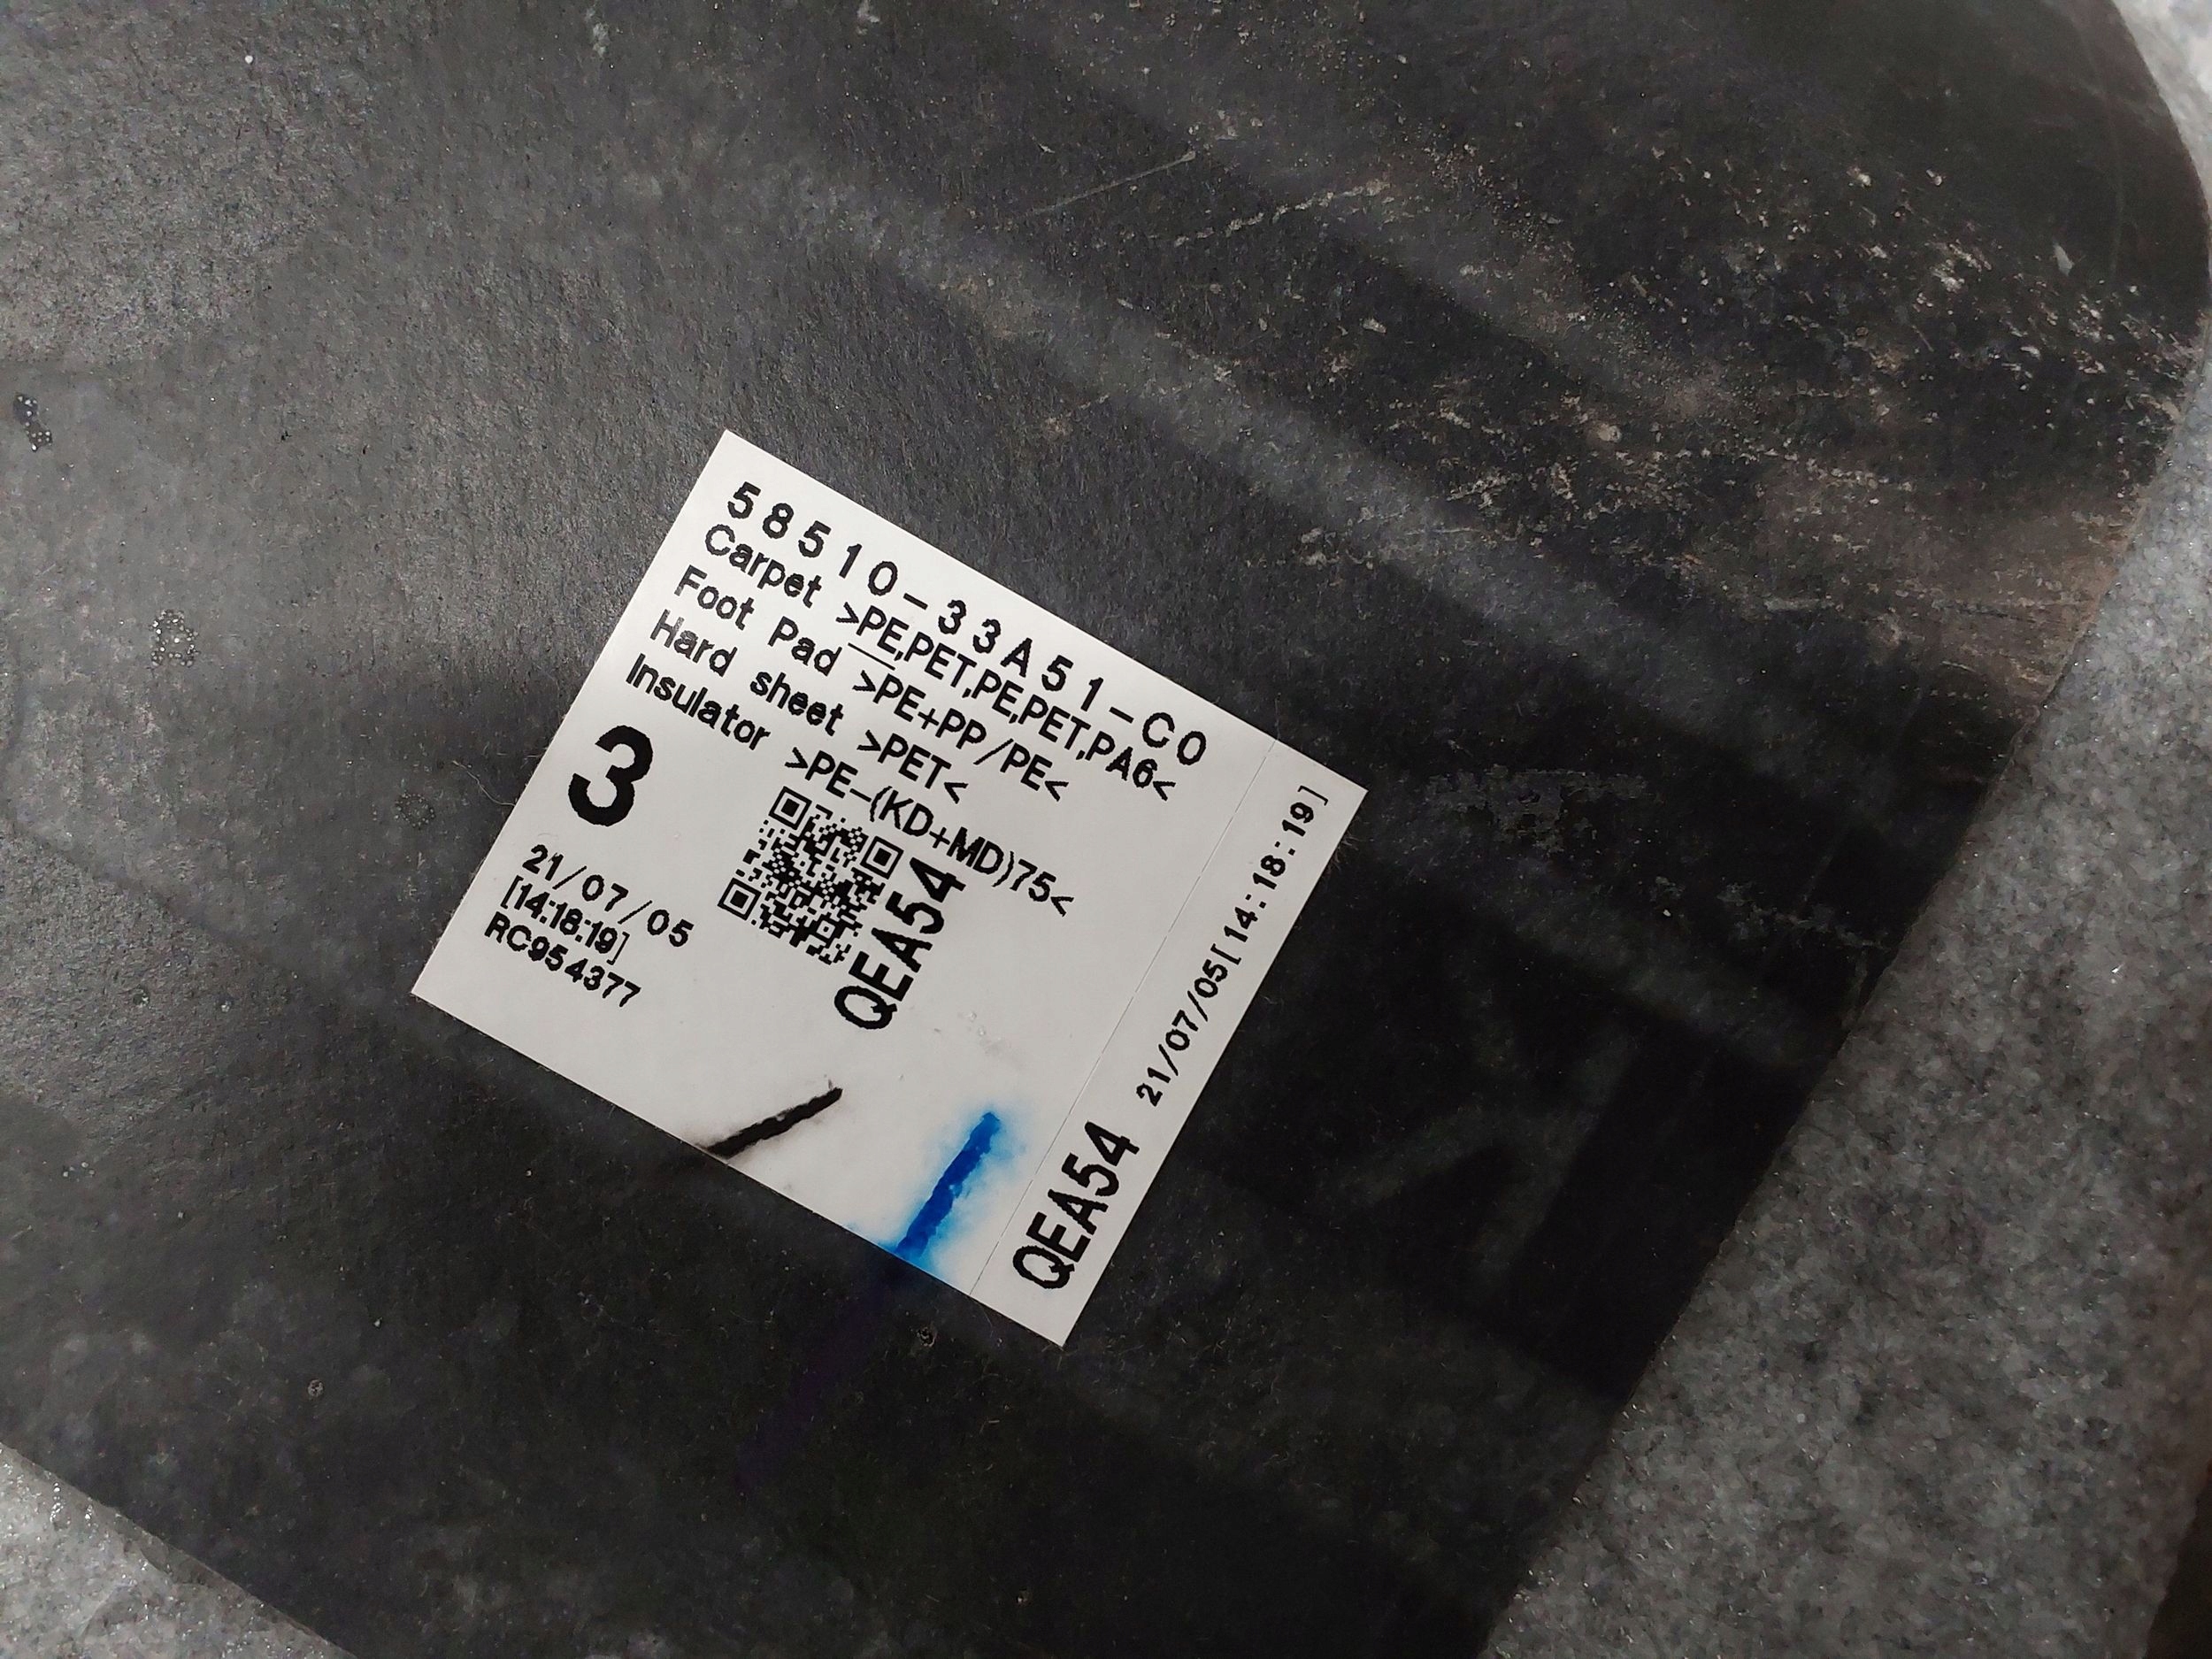 58510-33A51-C0
Carpet >PE,PET,PE,PET,PA6<
Foot Pad >PE+PP/PE<
Hard sheet >PET<
Insulator >PE-(KD+MD)75<
3
QEA54
21/07/05
[14:18:19]
RC954377
QEA54 21/07/05[14:18:19]